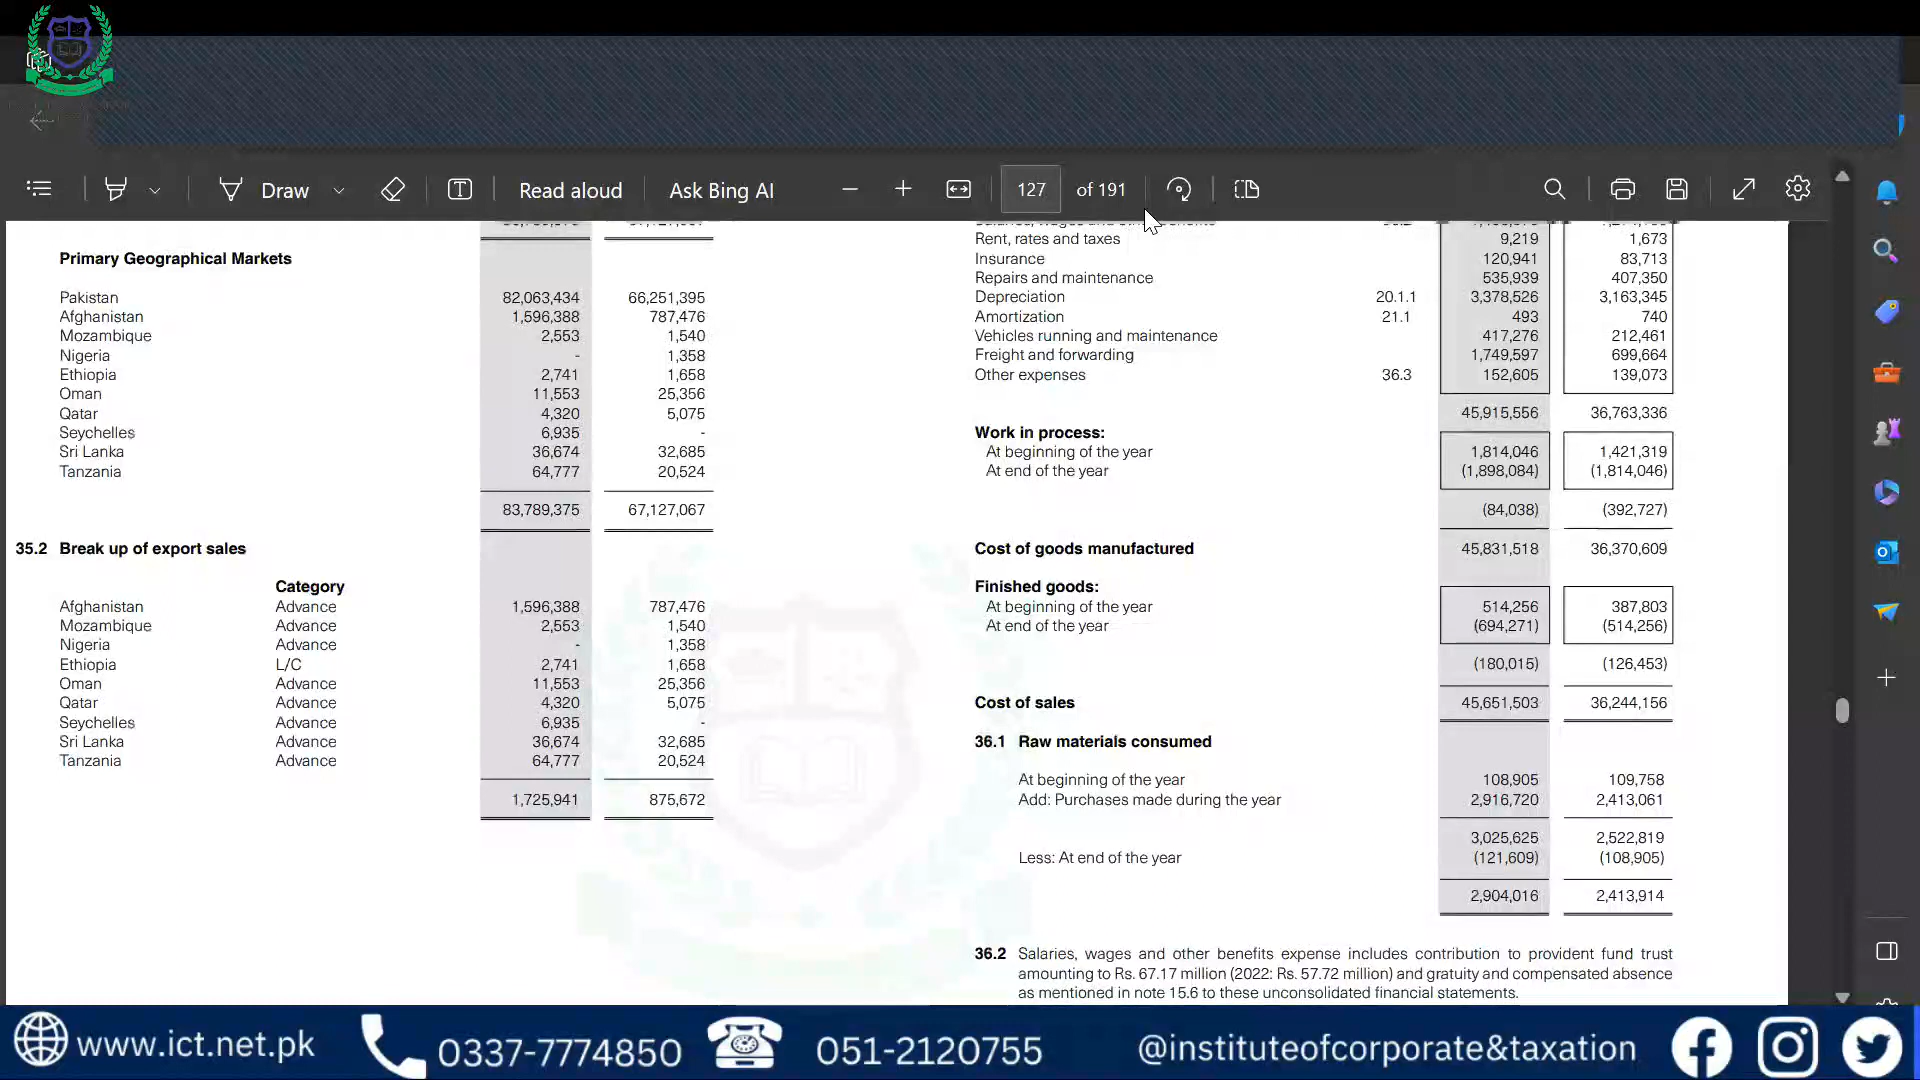 Draw
Read aloud
Ask Bing AI
127
of 191
Primary Geographical Markets
Pakistan 82,063,434 66,251,395
Afghanistan 1,596,388 787,476
Mozambique 2,553 1,540
Nigeria - 1,358
Ethiopia 2,741 1,658
Oman 11,553 25,356
Qatar 4,320 5,075
Seychelles 6,935 -
Sri Lanka 36,674 32,685
Tanzania 64,777 20,524
83,789,375 67,127,067
35.2 Break up of export sales
Category
Afghanistan Advance 1,596,388 787,476
Mozambique Advance 2,553 1,540
Nigeria Advance - 1,358
Ethiopia L/C 2,741 1,658
Oman Advance 11,553 25,356
Qatar Advance 4,320 5,075
Seychelles Advance 6,935 -
Sri Lanka Advance 36,674 32,685
Tanzania Advance 64,777 20,524
1,725,941 875,672
Rent, rates and taxes 9,219 1,673
Insurance 120,941 83,713
Repairs and maintenance 535,939 407,350
Depreciation 20.1.1 3,378,526 3,163,345
Amortization 21.1 493 740
Vehicles running and maintenance 417,276 212,461
Freight and forwarding 1,749,597 699,664
Other expenses 36.3 152,605 139,073
45,915,556 36,763,336
Work in process:
At beginning of the year 1,814,046 1,421,319
At end of the year (1,898,084) (1,814,046)
(84,038) (392,727)
Cost of goods manufactured 45,831,518 36,370,609
Finished goods:
At beginning of the year 514,256 387,803
At end of the year (694,271) (514,256)
(180,015) (126,453)
Cost of sales 45,651,503 36,244,156
36.1 Raw materials consumed
At beginning of the year 108,905 109,758
Add: Purchases made during the year 2,916,720 2,413,061
3,025,625 2,522,819
Less: At end of the year (121,609) (108,905)
2,904,016 2,413,914
36.2 Salaries, wages and other benefits expense includes contribution to provident fund trust
amounting to Rs. 67.17 million (2022: Rs. 57.72 million) and gratuity and compensated absence
as mentioned in note 15.6 to these unconsolidated financial statements.
www.ict.net.pk 0337-7774850 051-2120755 @instituteofcorporate&taxation